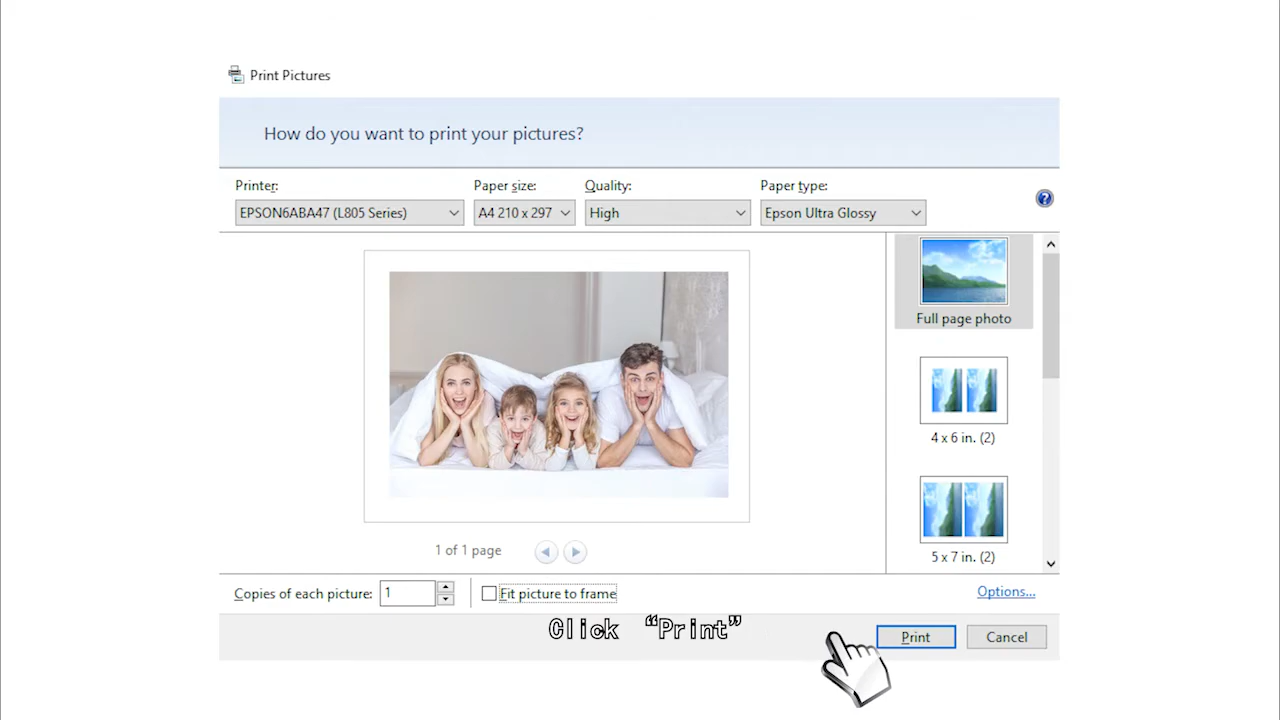 Print Pictures
How do you want to print your pictures?
Printer: Paper size: Quality: Paper type:
EPSON6ABA47 (L805 Series) A4 210 x 297 High Epson Ultra Glossy
?
Full page photo
4 x 6 in. (2)
5 x 7 in. (2)
1 of 1 page
Copies of each picture: 1 Fit picture to frame Options...
Click “Print”
Print Cancel